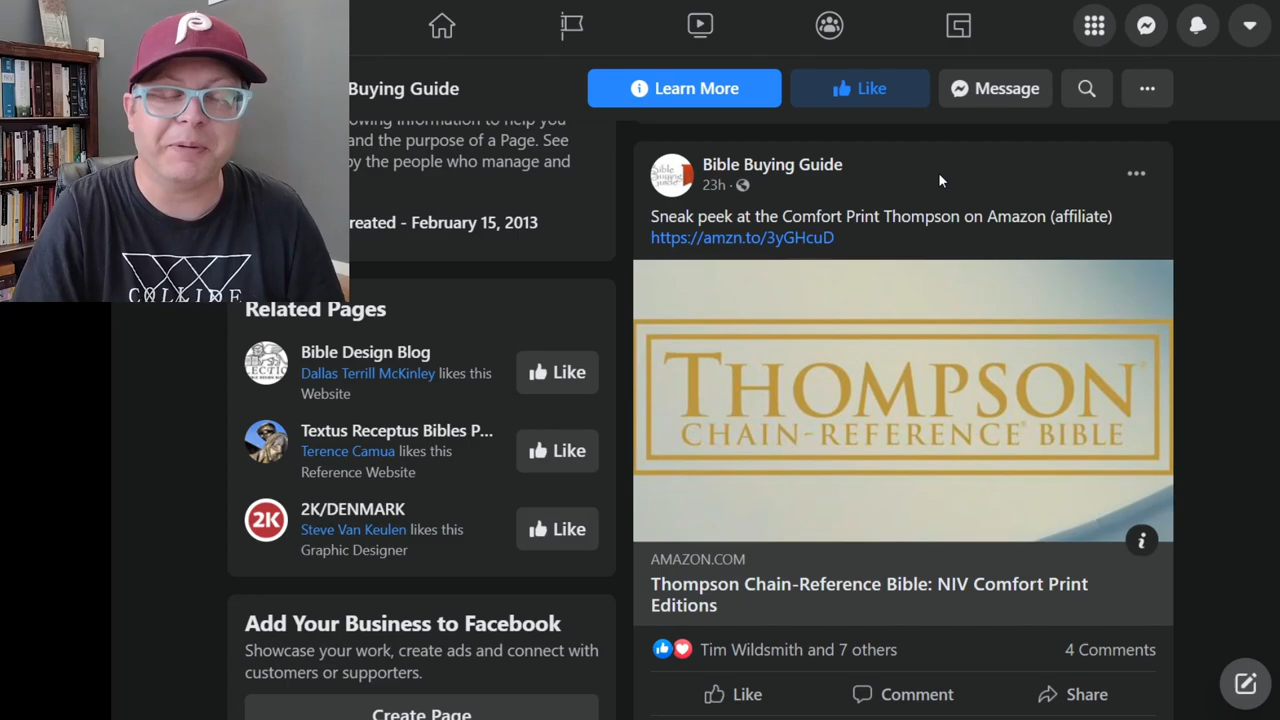 P
COLLIDE
Learn More
Like
Message
Buying Guide
owing information to help you
and the purpose of a Page. See
by the people who manage and
reated - February 15, 2013
Related Pages
Bible Design Blog
Dallas Terrill McKinley likes this
Website
Like
Textus Receptus Bibles P...
Terence Camua likes this
Reference Website
Like
2K
2K/DENMARK
Steve Van Keulen likes this
Graphic Designer
Like
Add Your Business to Facebook
Showcase your work, create ads and connect with
customers or supporters.
Create Page
Bible Buying Guide
23h ·
Sneak peek at the Comfort Print Thompson on Amazon (affiliate)
https://amzn.to/3yGHcuD
THOMPSON
CHAIN-REFERENCE® BIBLE
AMAZON.COM
Thompson Chain-Reference Bible: NIV Comfort Print
Editions
Tim Wildsmith and 7 others
4 Comments
Like
Comment
Share